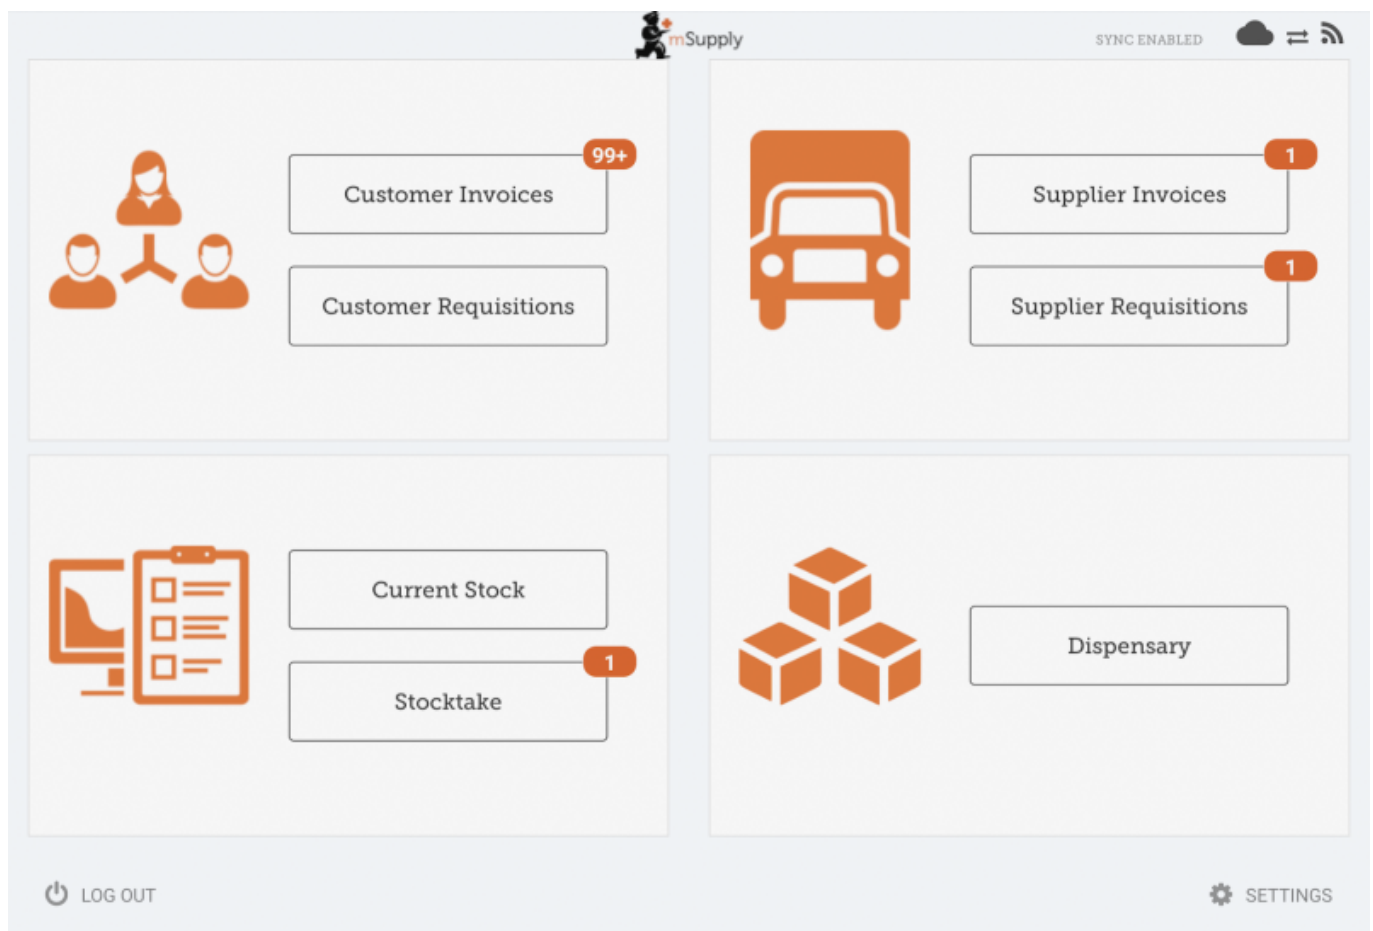 mSupply
SYNC ENABLED
99+
Customer Invoices
Customer Requisitions
1
Supplier Invoices
1
Supplier Requisitions
Current Stock
1
Stocktake
Dispensary
LOG OUT
SETTINGS